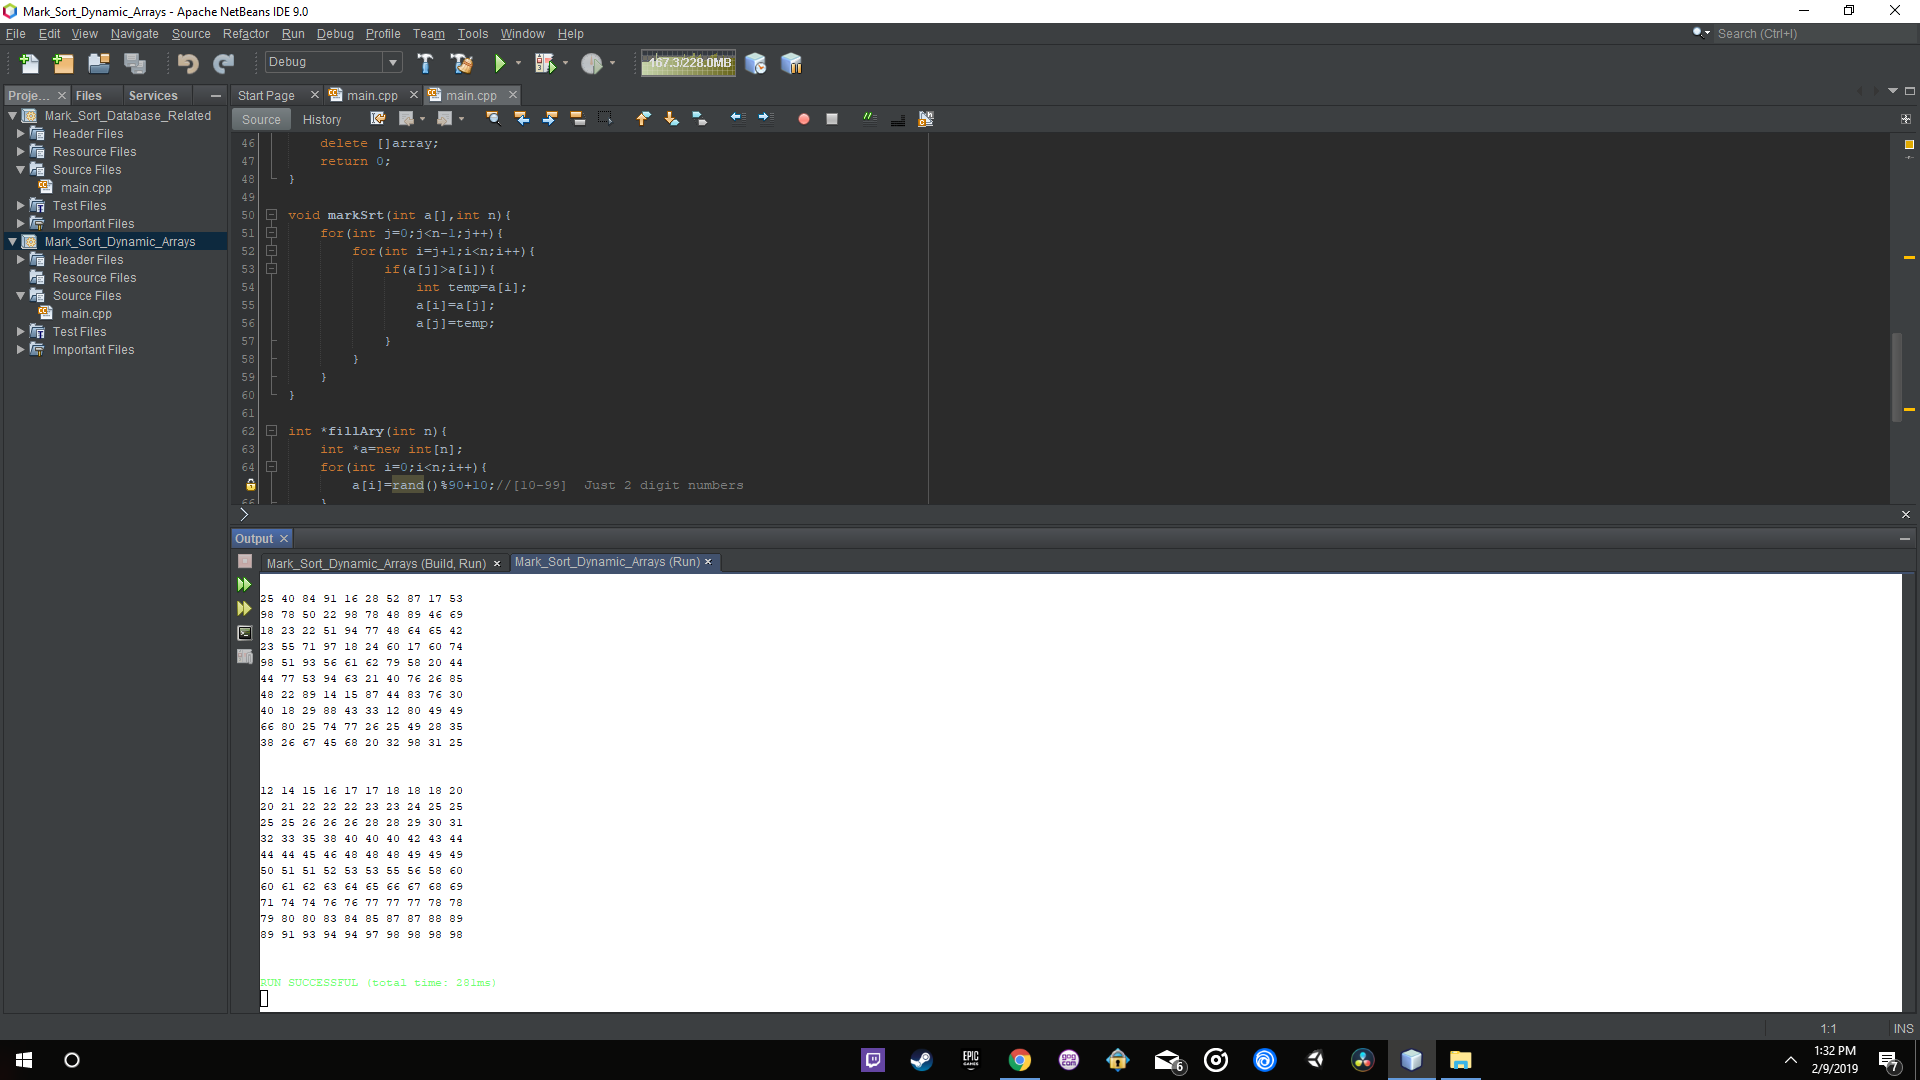 Mark_Sort_Dynamic_Arrays - Apache NetBeans IDE 9.0
File Edit View Navigate Source Refactor Run Debug Profile Team Tools Window Help
Search (Ctrl+I)
Debug
167.3/228.0MB
Proje... Files Services
Start Page main.cpp main.cpp
Mark_Sort_Database_Related
Header Files
Resource Files
Source Files
main.cpp
Test Files
Important Files
Mark_Sort_Dynamic_Arrays
Header Files
Resource Files
Source Files
main.cpp
Test Files
Important Files
Source History
46 delete []array;
47 return 0;
48 }
49
50 void markSrt(int a[],int n){
51 for(int j=0;j<n-1;j++){
52 for(int i=j+1;i<n;i++){
53 if(a[j]>a[i]){
54 int temp=a[i];
55 a[i]=a[j];
56 a[j]=temp;
57 }
58 }
59 }
60 }
61
62 int *fillAry(int n){
63 int *a=new int[n];
64 for(int i=0;i<n;i++){
a[i]=rand()%90+10;//[10-99] Just 2 digit numbers
66 }
Output
Mark_Sort_Dynamic_Arrays (Build, Run) Mark_Sort_Dynamic_Arrays (Run)
25 40 84 91 16 28 52 87 17 53
98 78 50 22 98 78 48 89 46 69
18 23 22 51 94 77 48 64 65 42
23 55 71 97 18 24 60 17 60 74
98 51 93 56 61 62 79 58 20 44
44 77 53 94 63 21 40 76 26 85
48 22 89 14 15 87 44 83 76 30
40 18 29 88 43 33 12 80 49 49
66 80 25 74 77 26 25 49 28 35
38 26 67 45 68 20 32 98 31 25
12 14 15 16 17 17 18 18 18 20
20 21 22 22 22 23 23 24 25 25
25 25 26 26 26 28 28 29 30 31
32 33 35 38 40 40 40 42 43 44
44 44 45 46 48 48 48 49 49 49
50 51 51 52 53 53 55 56 58 60
60 61 62 63 64 65 66 67 68 69
71 74 74 76 76 77 77 77 78 78
79 80 80 83 84 85 87 87 88 89
89 91 93 94 94 97 98 98 98 98
RUN SUCCESSFUL (total time: 281ms)
1:1 INS
EPIC GAMES
gog.com
6
1:32 PM
2/9/2019
7